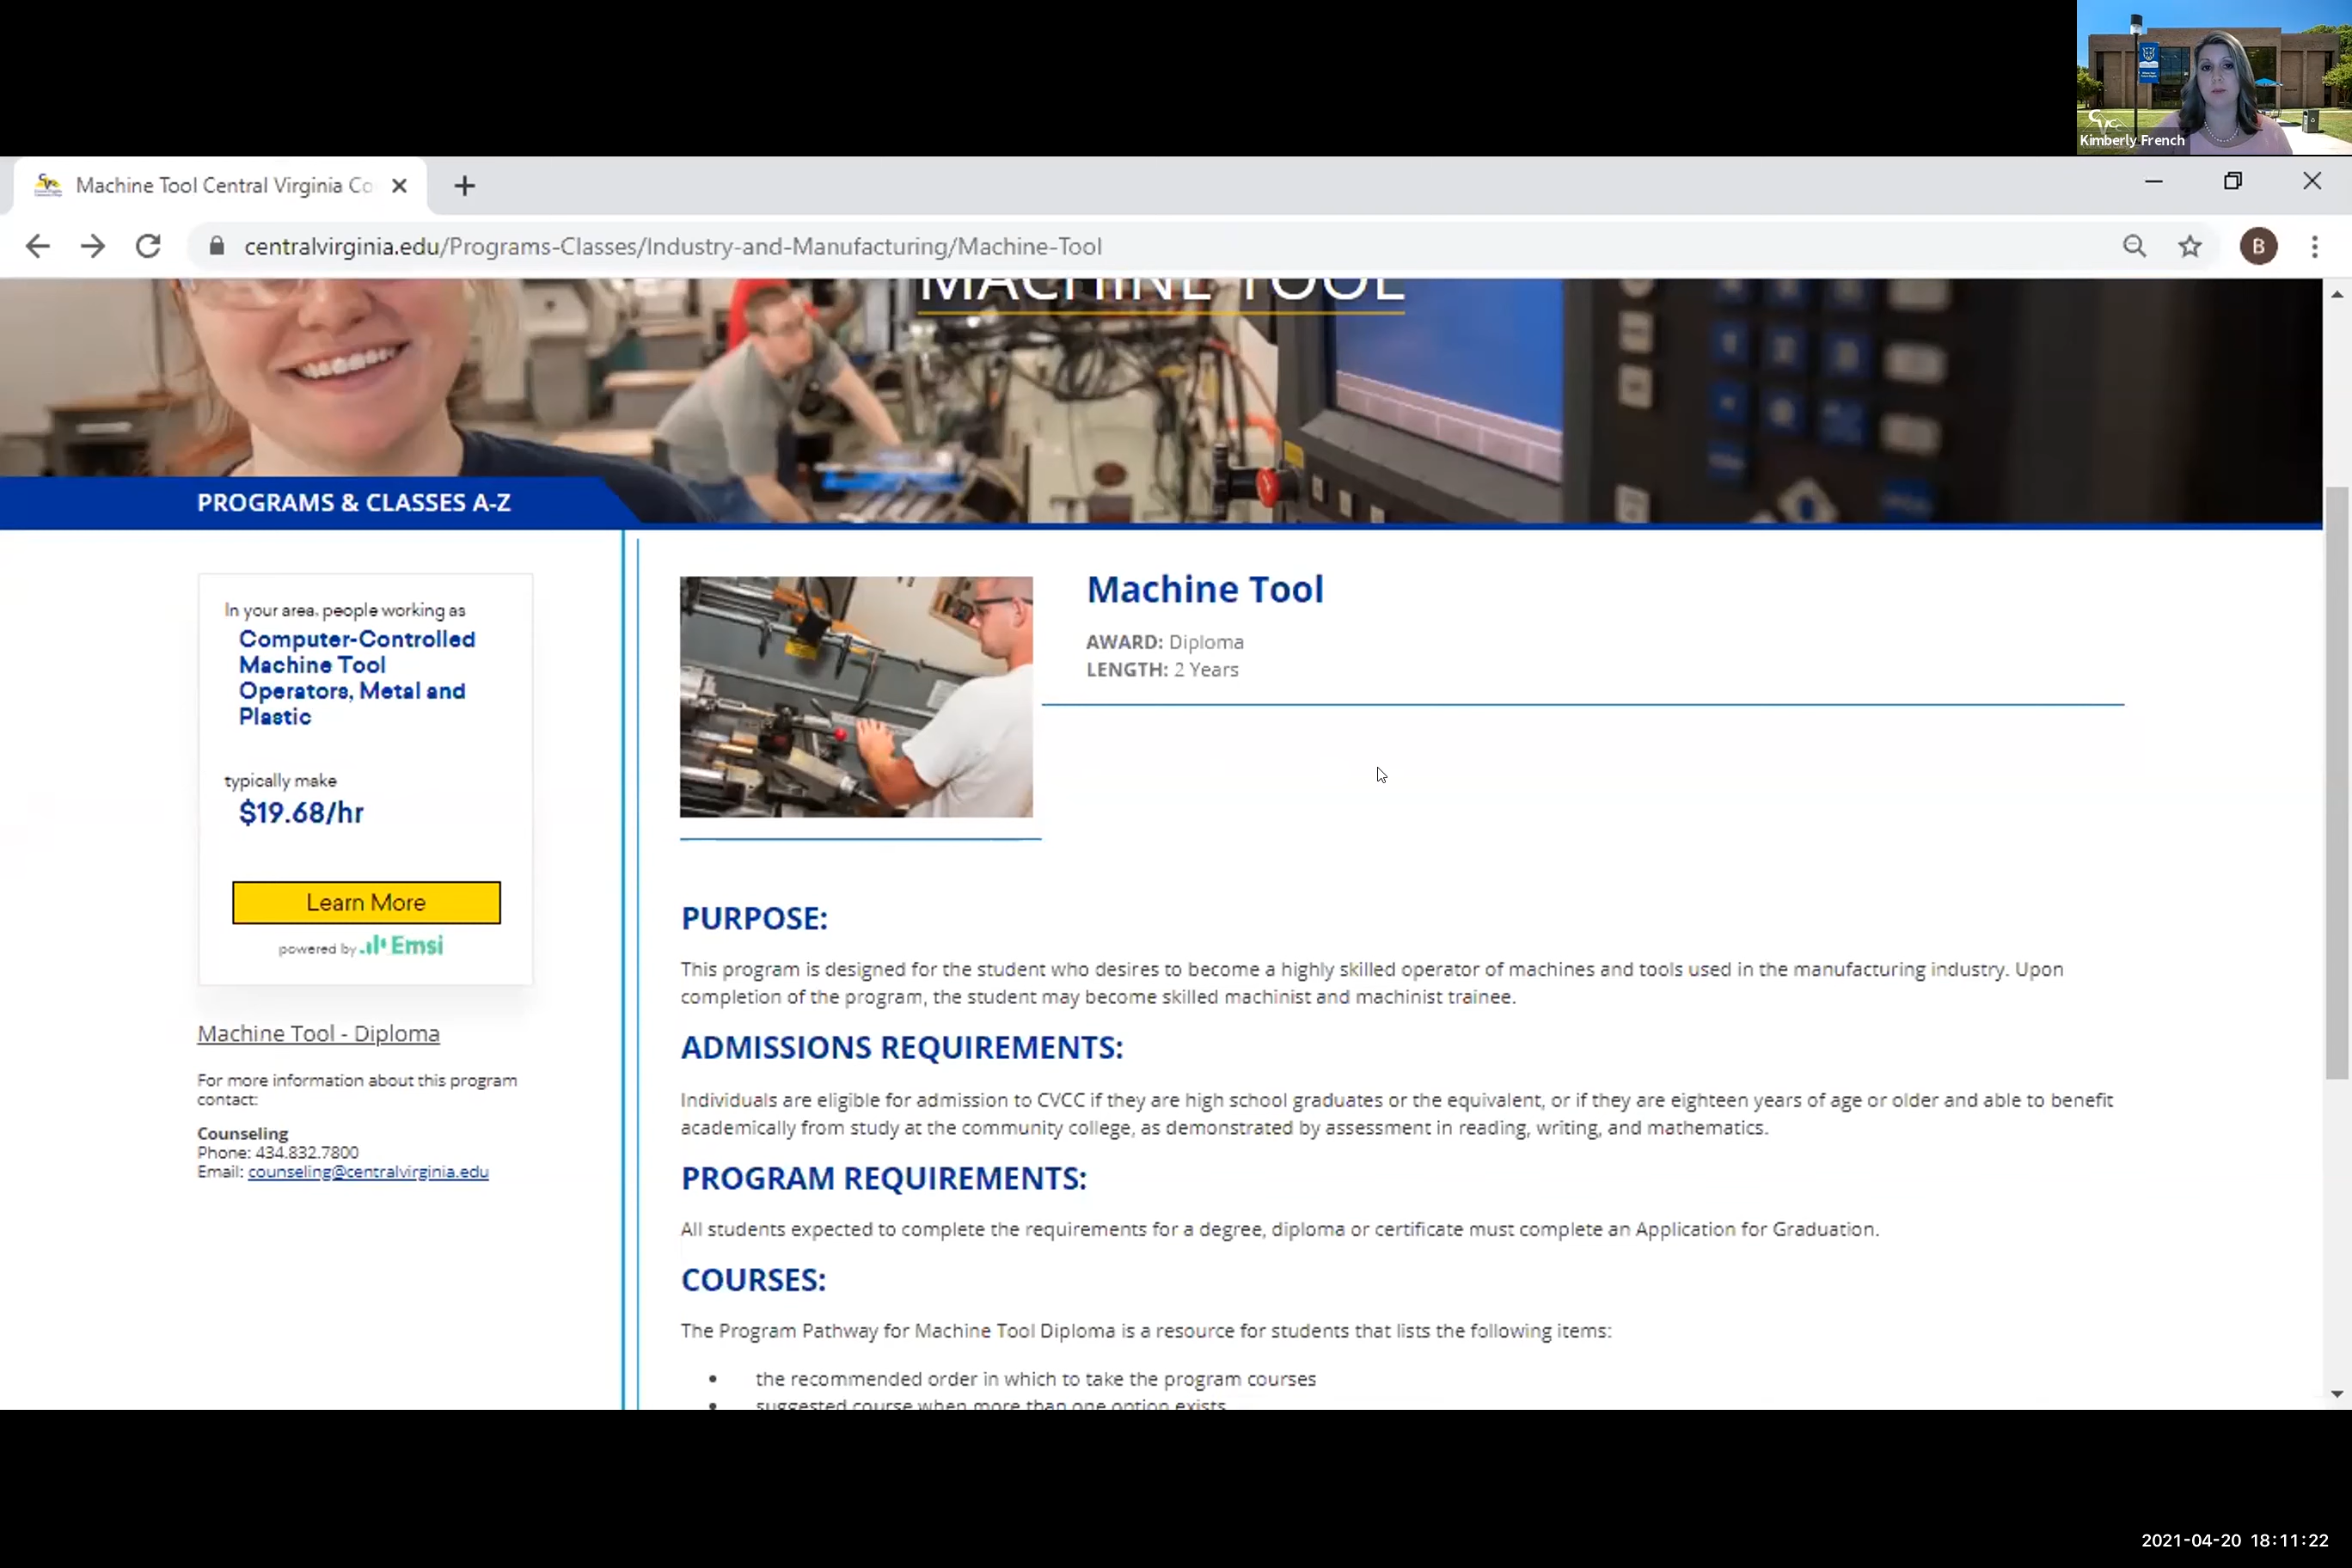 Kimberly French
Machine Tool Central Virginia Co
centralvirginia.edu/Programs-Classes/Industry-and-Manufacturing/Machine-Tool
B
MACHINE TOOL
PROGRAMS & CLASSES A-Z
In your area, people working as
Computer-Controlled
Machine Tool
Operators, Metal and
Plastic
typically make
$19.68/hr
Learn More
powered by Emsi
Machine Tool - Diploma
For more information about this program
contact:
Counseling
Phone: 434.832.7800
Email: counseling@centralvirginia.edu
Machine Tool
AWARD: Diploma
LENGTH: 2 Years
PURPOSE:
This program is designed for the student who desires to become a highly skilled operator of machines and tools used in the manufacturing industry. Upon
completion of the program, the student may become skilled machinist and machinist trainee.
ADMISSIONS REQUIREMENTS:
Individuals are eligible for admission to CVCC if they are high school graduates or the equivalent, or if they are eighteen years of age or older and able to benefit
academically from study at the community college, as demonstrated by assessment in reading, writing, and mathematics.
PROGRAM REQUIREMENTS:
All students expected to complete the requirements for a degree, diploma or certificate must complete an Application for Graduation.
COURSES:
The Program Pathway for Machine Tool Diploma is a resource for students that lists the following items:
• the recommended order in which to take the program courses
• suggested course when more than one option exists
2021-04-20 18:11:22